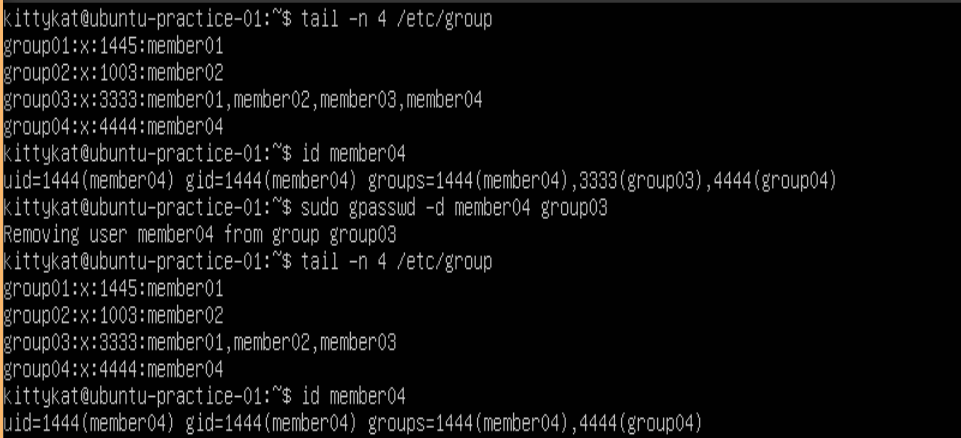 kittykat@ubuntu-practice-01:~$ tail -n 4 /etc/group
group01:x:1445:member01
group02:x:1003:member02
group03:x:3333:member01,member02,member03,member04
group04:x:4444:member04
kittykat@ubuntu-practice-01:~$ id member04
uid=1444(member04) gid=1444(member04) groups=1444(member04),3333(group03),4444(group04)
kittykat@ubuntu-practice-01:~$ sudo gpasswd -d member04 group03
Removing user member04 from group group03
kittykat@ubuntu-practice-01:~$ tail -n 4 /etc/group
group01:x:1445:member01
group02:x:1003:member02
group03:x:3333:member01,member02,member03
group04:x:4444:member04
kittykat@ubuntu-practice-01:~$ id member04
uid=1444(member04) gid=1444(member04) groups=1444(member04),4444(group04)